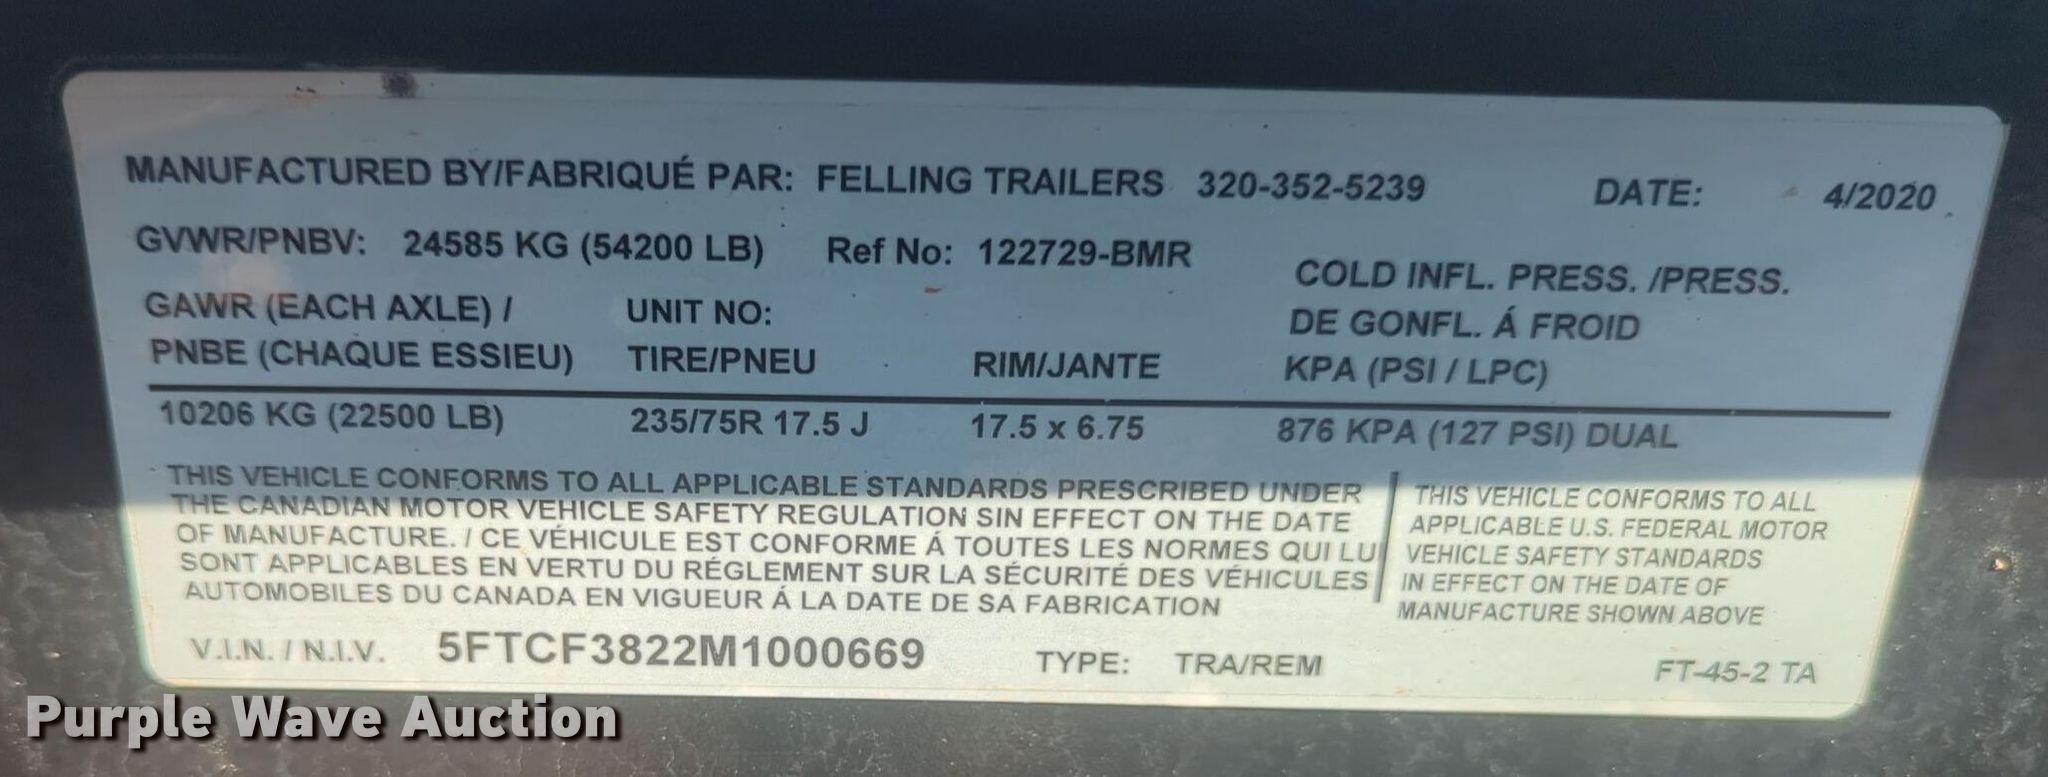 MANUFACTURED BY/FABRIQUÉ PAR: FELLING TRAILERS 320-352-5239 DATE: 4/2020
GVWR/PNBV: 24585 KG (54200 LB) Ref No: 122729-BMR
COLD INFL. PRESS. /PRESS.
GAWR (EACH AXLE) / UNIT NO: DE GONFL. Á FROID
PNBE (CHAQUE ESSIEU) TIRE/PNEU RIM/JANTE KPA (PSI / LPC)
10206 KG (22500 LB) 235/75R 17.5 J 17.5 x 6.75 876 KPA (127 PSI) DUAL
THIS VEHICLE CONFORMS TO ALL APPLICABLE STANDARDS PRESCRIBED UNDER
THE CANADIAN MOTOR VEHICLE SAFETY REGULATION SIN EFFECT ON THE DATE
OF MANUFACTURE. / CE VÉHICULE EST CONFORME Á TOUTES LES NORMES QUI LUI
SONT APPLICABLES EN VERTU DU RÉGLEMENT SUR LA SÉCURITÉ DES VÉHICULES
AUTOMOBILES DU CANADA EN VIGUEUR Á LA DATE DE SA FABRICATION
THIS VEHICLE CONFORMS TO ALL
APPLICABLE U.S. FEDERAL MOTOR
VEHICLE SAFETY STANDARDS
IN EFFECT ON THE DATE OF
MANUFACTURE SHOWN ABOVE
V.I.N. / N.I.V. 5FTCF3822M1000669 TYPE: TRA/REM FT-45-2 TA
Purple Wave Auction